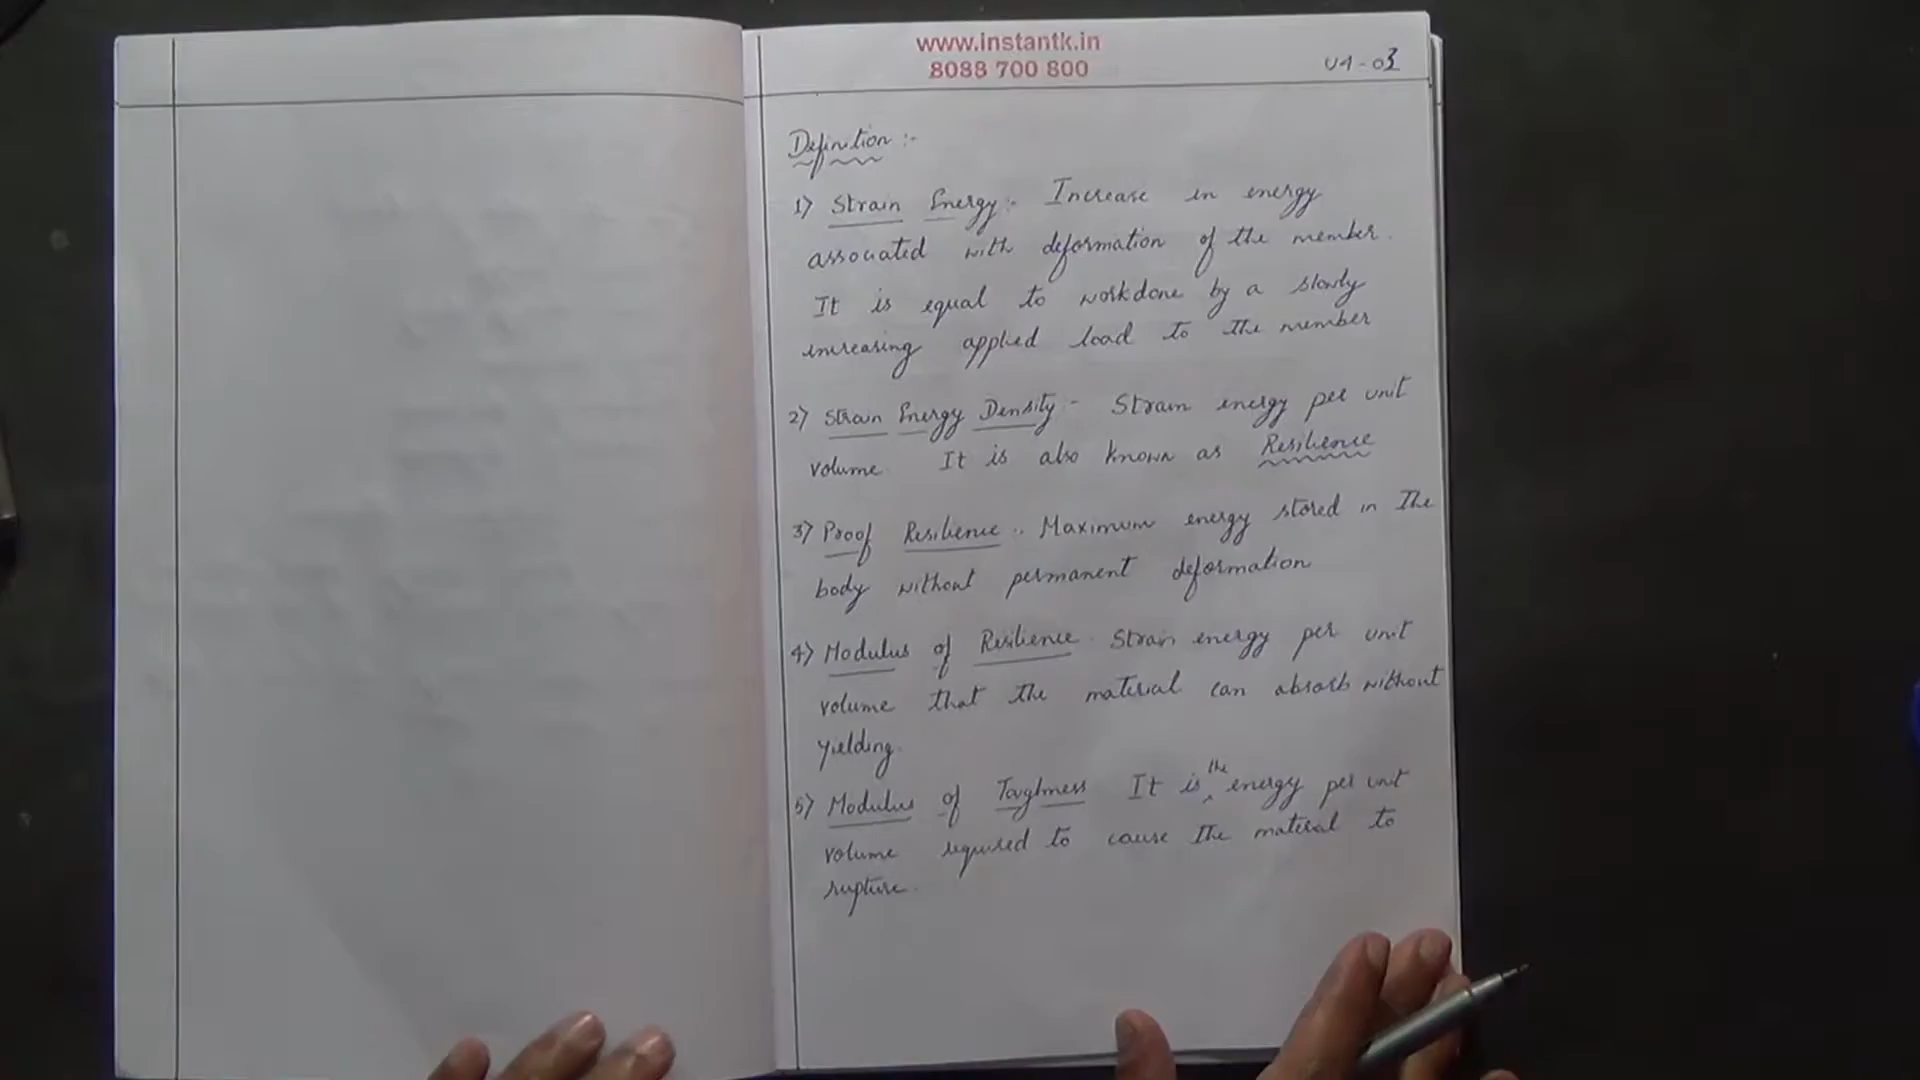 www.instantk.in
8088 700 800
U4-03
Definition :-
1) Strain Energy :- Increase in energy
associated with deformation of the member.
It is equal to workdone by a slowly
increasing applied load to the member
2) Strain Energy Density - Strain energy per unit
volume. It is also known as Resilience
3) Proof Resilience :. Maximum energy stored in the
body without permanent deformation
4) Modulus of Resilience. Strain energy per unit
volume that the material can absorb without
yielding.
5) Modulus of Toughness It is the energy per unit
volume required to cause the material to
rupture.